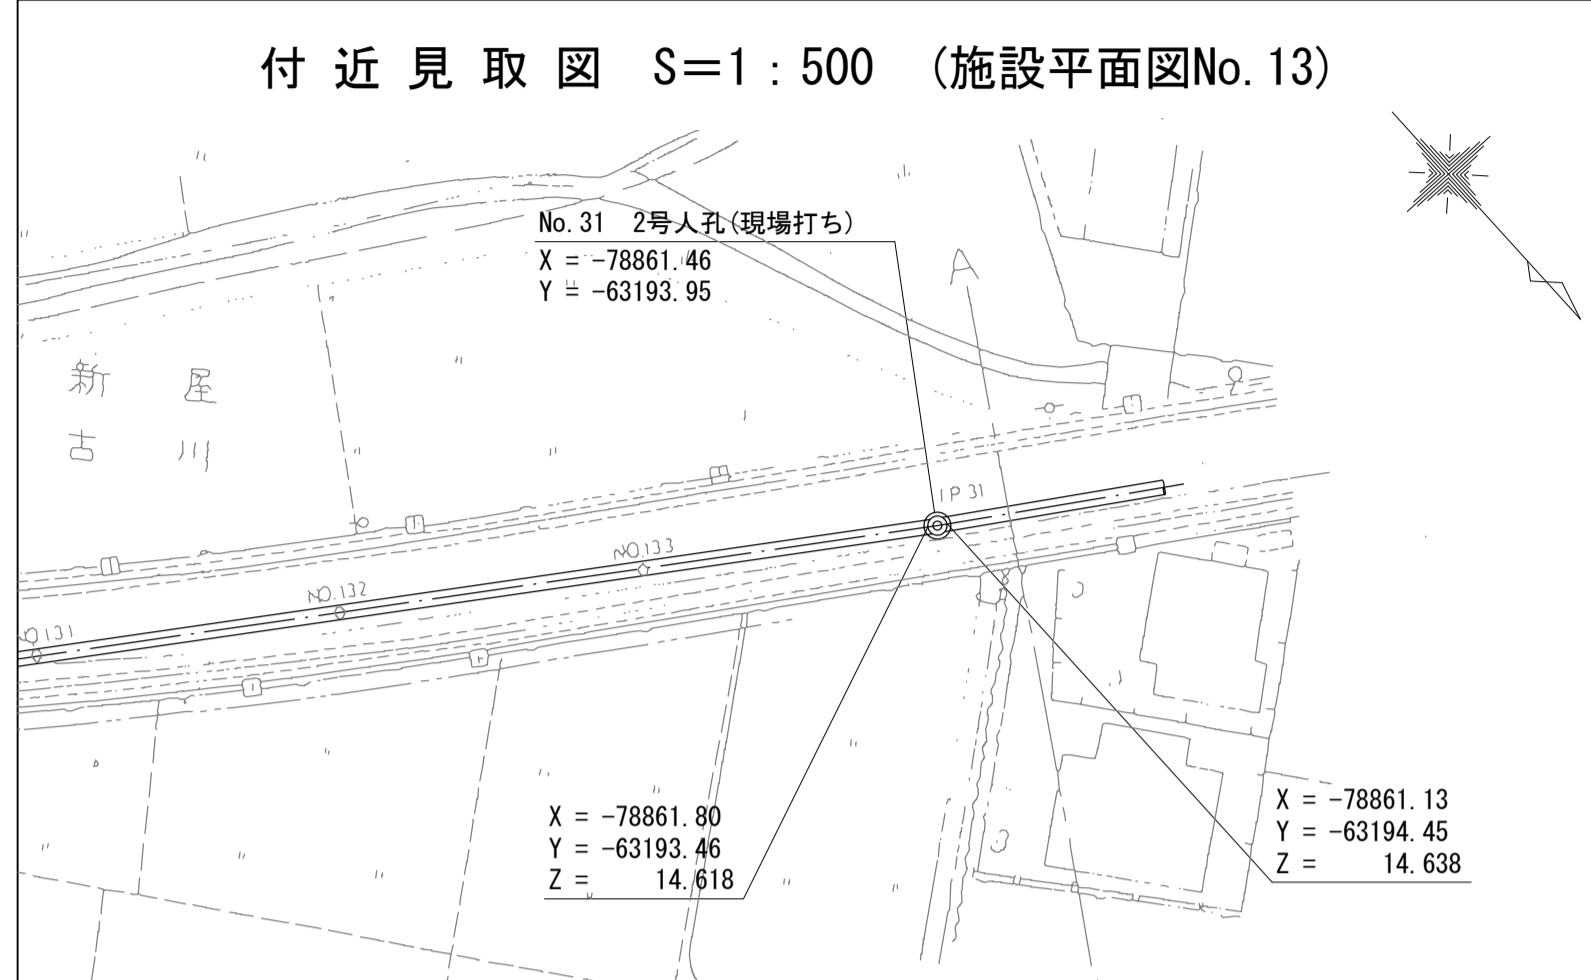 付近見取図 S=1:500 (施設平面図No.13)
No.31 2号人孔(現場打ち)
X = -78861.46
Y = -63193.95
新屋
古川
A
IP 31
NO.133
NO.132
O 131
X = -78861.80
Y = -63193.46
Z = 14.618
X = -78861.13
Y = -63194.45
Z = 14.638